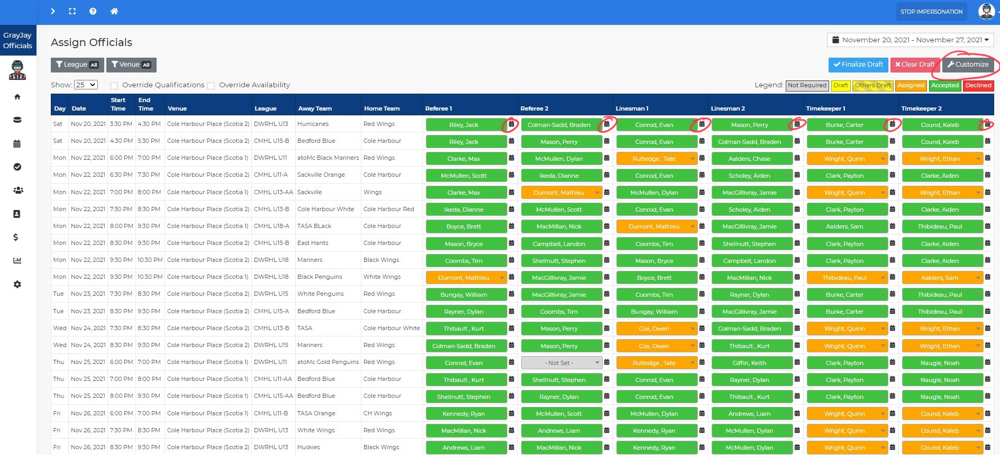 STOP IMPERSONATION
GrayJay
Officials
Assign Officials
November 20, 2021 - November 27, 2021
League All Venue All
Finalize Draft Clear Draft Customize
Show: 25 Override Qualifications Override Availability
Legend: Not Required Draft Others Draft Assigned Accepted Declined
Day Date Start Time End Time Venue League Away Team Home Team Referee 1 Referee 2 Linesman 1 Linesman 2 Timekeeper 1 Timekeeper 2
Sat Nov 20, 2021 3:30 PM 4:30 PM Cole Harbour Place (Scotia 2) DWRHL U13 Hurricanes Red Wings Riley, Jack Colman-Sadd, Braden Conrod, Evan Mason, Perry Burke, Carter Cound, Kaleb
Sat Nov 20, 2021 4:30 PM 5:30 PM Cole Harbour Place (Scotia 2) CMHL U15-B Bedford Blue Cole Harbour Riley, Jack Mason, Perry Conrod, Evan Colman-Sadd, Braden Burke, Carter Cound, Kaleb
Mon Nov 22, 2021 6:00 PM 7:00 PM Cole Harbour Place (Scotia 1) DWRHL U11 atoMc Black Mariners Red Wings Clarke, Max McMullen, Dylan Rutledge , Tate Aalders, Chase Wright, Quinn Wright, Ethan
Mon Nov 22, 2021 6:30 PM 7:30 PM Cole Harbour Place (Scotia 2) CMHL U11-A Sackville Orange Cole Harbour McMullen, Scott Ikeda, Dianne Conrod, Evan Scholey, Aiden Clark, Payton Clarke, Aiden
Mon Nov 22, 2021 7:00 PM 8:00 PM Cole Harbour Place (Scotia 1) CMHL U13-AA Sackville Wings Clarke, Max Dumont, Mathieu McMullen, Dylan MacGillivray, Jamie Wright, Quinn Wright, Ethan
Mon Nov 22, 2021 7:30 PM 8:30 PM Cole Harbour Place (Scotia 2) CMHL U13-B Cole Harbour White Cole Harbour Red Ikeda, Dianne McMullen, Scott Conrod, Evan Scholey, Aiden Clark, Payton Clarke, Aiden
Mon Nov 22, 2021 8:00 PM 9:30 PM Cole Harbour Place (Scotia 1) CMHL U18-A TASA BLack Cole Harbour Boyce, Brett MacMillan, Nick Dumont, Mathieu MacGillivray, Jamie Aalders, Sam Thibideau, Paul
Mon Nov 22, 2021 8:30 PM 9:30 PM Cole Harbour Place (Scotia 2) CMHL U15-B East Hants Cole Harbour Mason, Bryce Campbell, Landon Coombs, Tim Shellnutt, Stephen Clark, Payton Clarke, Aiden
Mon Nov 22, 2021 9:30 PM 10:30 PM Cole Harbour Place (Scotia 2) DWRHL U18 Mariners Black Wings Coombs, Tim Shellnutt, Stephen Mason, Bryce Campbell, Landon Clark, Payton Clarke, Aiden
Mon Nov 22, 2021 9:30 PM 10:30 PM Cole Harbour Place (Scotia 1) DWRHL U18 Black Penguins White Wings Dumont, Mathieu MacGillivray, Jamie Boyce, Brett MacMillan, Nick Thibideau, Paul Aalders, Sam
Tue Nov 23, 2021 7:30 PM 8:30 PM Cole Harbour Place (Scotia 2) DWRHL U15 White Penguins Red Wings Bungay, William MacGillivray, Jamie Coombs, Tim Rayner, Dylan Burke, Carter Thibideau, Paul
Tue Nov 23, 2021 8:30 PM 9:30 PM Cole Harbour Place (Scotia 2) CMHL U15-A Bedford Blue Cole Harbour Rayner, Dylan Coombs, Tim Bungay, William MacGillivray, Jamie Burke, Carter Thibideau, Paul
Wed Nov 24, 2021 7:30 PM 8:30 PM Cole Harbour Place (Scotia 2) CMHL U13-B TASA Cole Harbour White Thibault , Kurt Mason, Perry Cox, Owen Colman-Sadd, Braden Wright, Quinn Wright, Ethan
Wed Nov 24, 2021 8:30 PM 9:30 PM Cole Harbour Place (Scotia 2) DWRHL U15 Mariners Red Wings Colman-Sadd, Braden Mason, Perry Cox, Owen Thibault , Kurt Wright, Quinn Wright, Ethan
Thu Nov 25, 2021 6:00 PM 7:00 PM Cole Harbour Place (Scotia 1) DWRHL U11 atoMc Gold Penguins Red Wings Conrod, Evan - Not Set - Rutledge , Tate Giffin, Keith Clark, Payton Naugle, Noah
Thu Nov 25, 2021 7:00 PM 8:00 PM Cole Harbour Place (Scotia 1) CMHL U11-AA Bedford Blue Cole Harbour Thibault , Kurt Shellnutt, Stephen Conrod, Evan Rayner, Dylan Clark, Payton Naugle, Noah
Thu Nov 25, 2021 8:00 PM 9:30 PM Cole Harbour Place (Scotia 1) CMHL U15-AA Bedford Blue Cole Harbour Shellnutt, Stephen Rayner, Dylan Conrod, Evan Thibault , Kurt Clark, Payton Naugle, Noah
Fri Nov 26, 2021 6:00 PM 7:00 PM Cole Harbour Place (Scotia 1) CMHL U11-B TASA Orange CH Wings Kennedy, Ryan McMullen, Scott McMullen, Dylan Andrews, Liam Wright, Quinn Cound, Kaleb
Fri Nov 26, 2021 7:30 PM 8:30 PM Cole Harbour Place (Scotia 2) DWRHL U13 White Wings Red Wings MacMillan, Nick Andrews, Liam Kennedy, Ryan McMullen, Dylan Wright, Quinn Cound, Kaleb
Fri Nov 26, 2021 8:30 PM 9:30 PM Cole Harbour Place (Scotia 2) DWRHL U13 Huskies Black Wings Andrews, Liam MacMillan, Nick Kennedy, Ryan McMullen, Dylan Wright, Quinn Cound, Kaleb